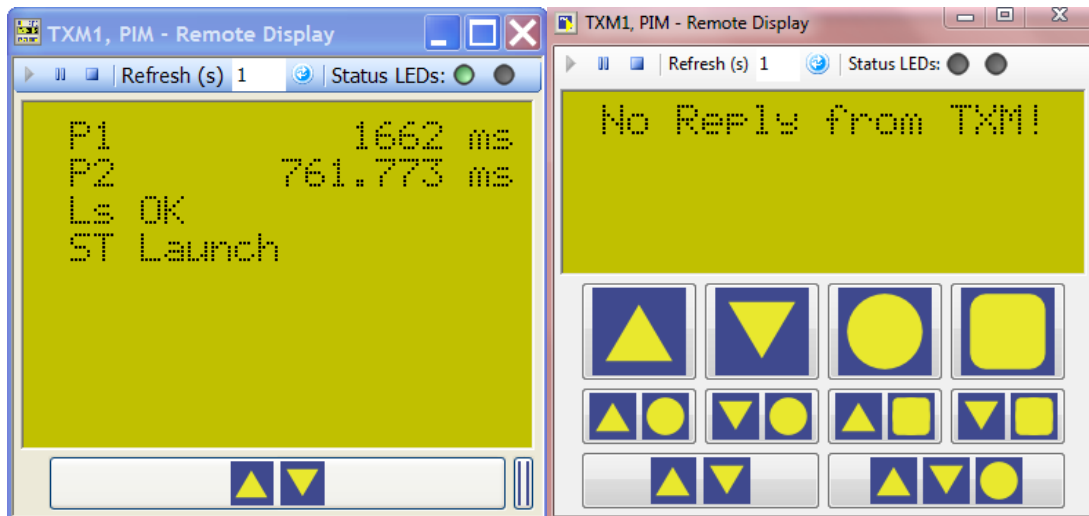 TXM1, PIM - Remote Display
Refresh (s) 1 Status LEDs:
P1 1662 ms
P2 761.773 ms
Ls OK
ST Launch
TXM1, PIM - Remote Display
Refresh (s) 1 Status LEDs:
No Reply from TXM!